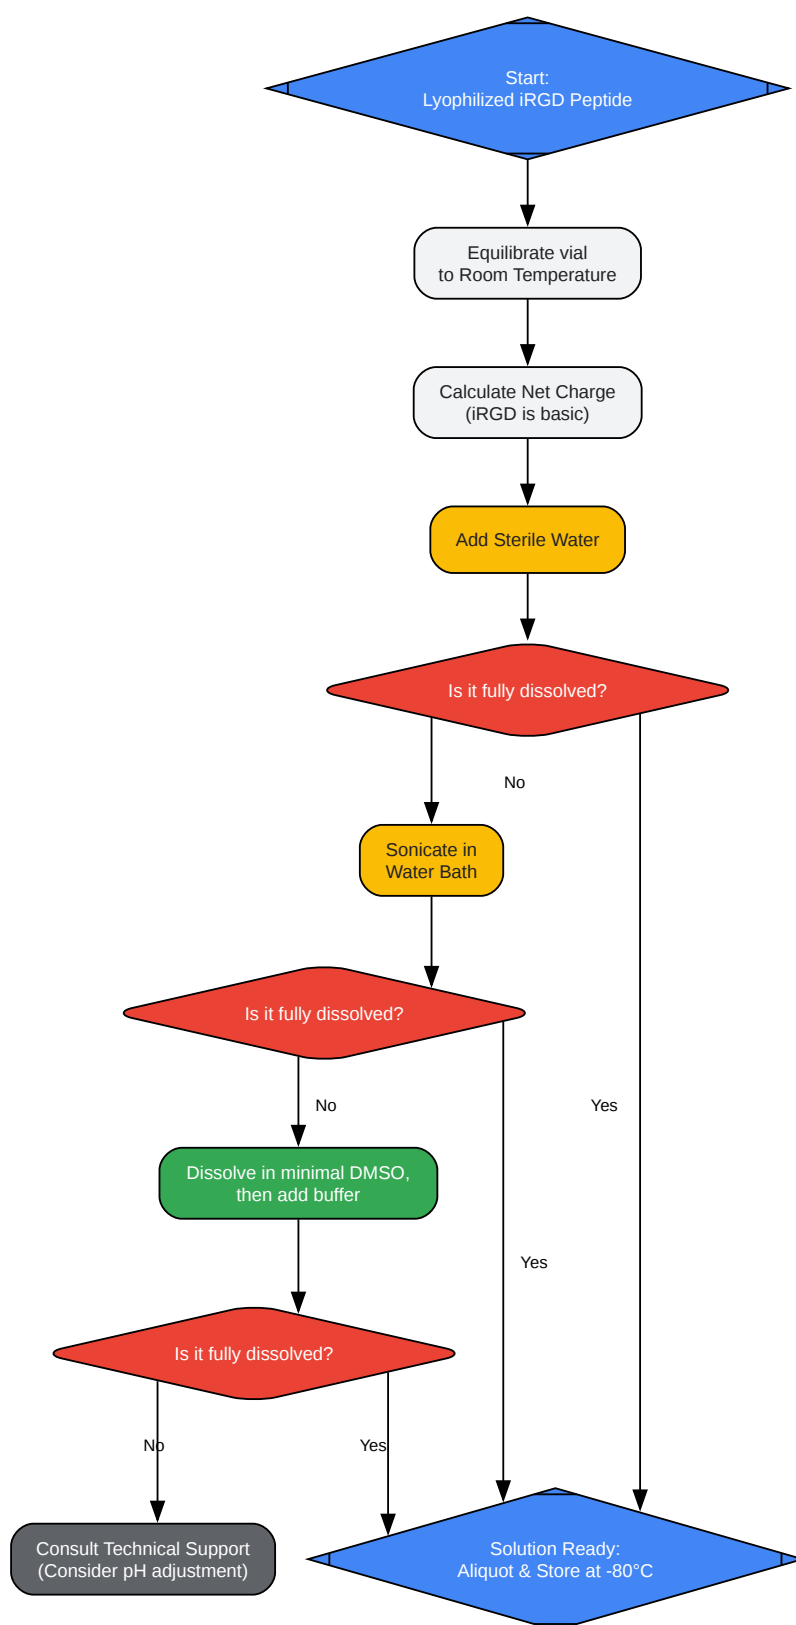 Start:
Lyophilized iRGD Peptide
Equilibrate vial
to Room Temperature
Calculate Net Charge
(iRGD is basic)
Add Sterile Water
Is it fully dissolved?
No
Sonicate in
Water Bath
Is it fully dissolved?
No
Yes
Dissolve in minimal DMSO,
then add buffer
Yes
Is it fully dissolved?
No
Yes
Consult Technical Support
(Consider pH adjustment)
Solution Ready:
Aliquot & Store at -80°C